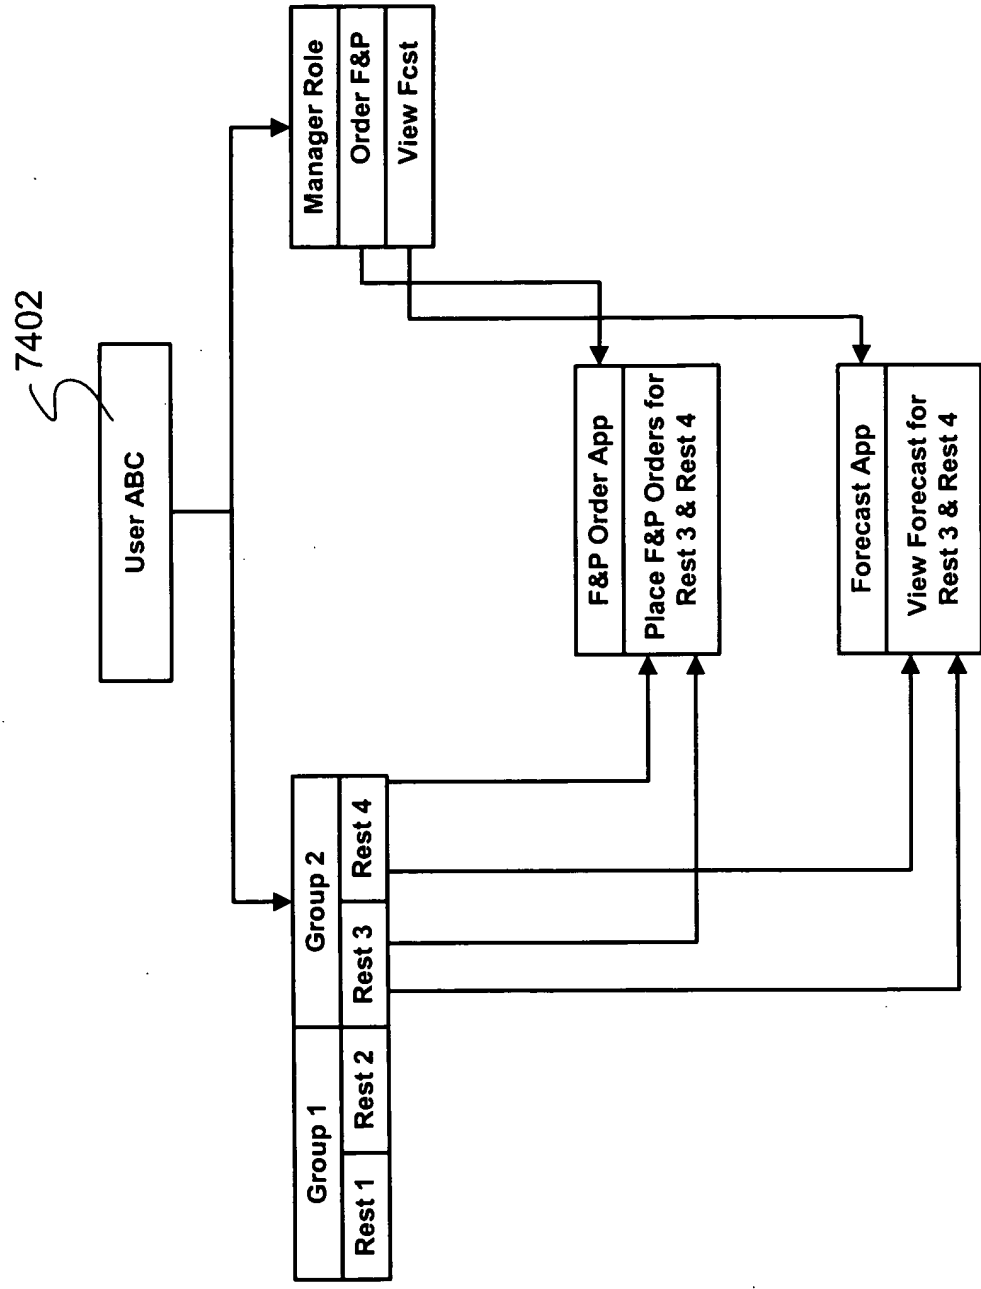 7402
User ABC
Group 1
Group 2
Rest 1
Rest 2
Rest 3
Rest 4
Manager Role
Order F&P
View Fcst
F&P Order App
Place F&P Orders for
Rest 3 & Rest 4
Forecast App
View Forecast for
Rest 3 & Rest 4